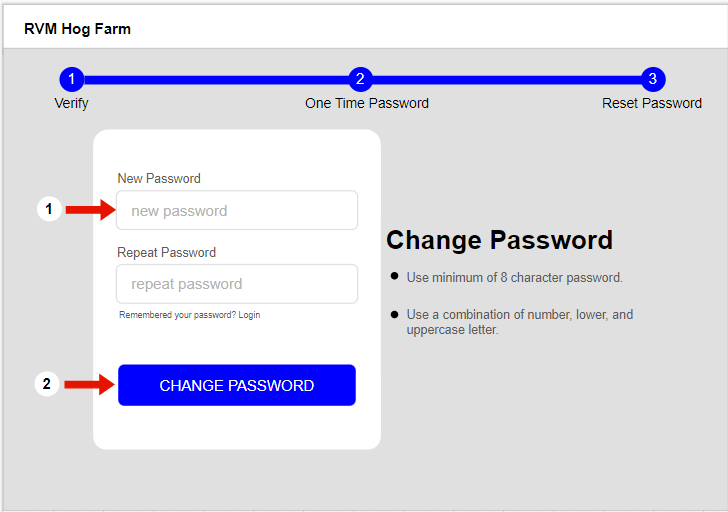 RVM Hog Farm
1 2 3
Verify One Time Password Reset Password
New Password
1
new password
Repeat Password
repeat password
Remembered your password? Login
2
CHANGE PASSWORD
Change Password
Use minimum of 8 character password.
Use a combination of number, lower, and
uppercase letter.